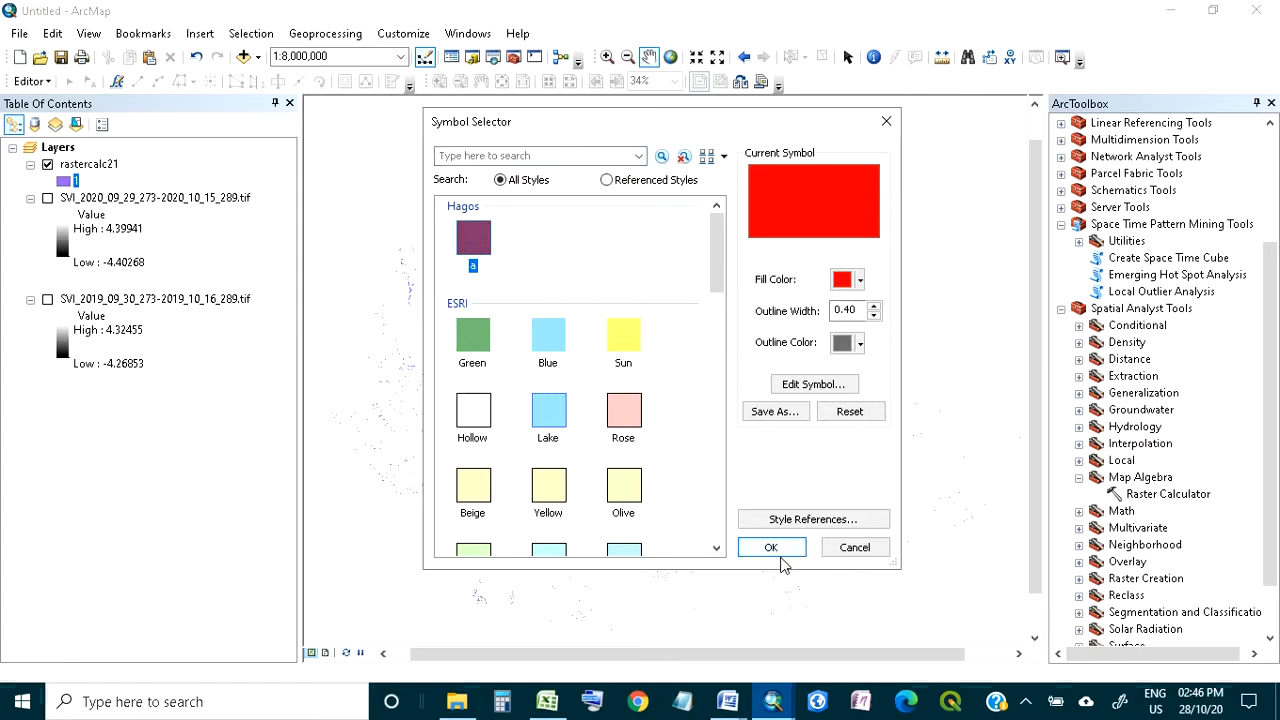 Untitled - ArcMap
File Edit View Bookmarks Insert Selection Geoprocessing Customize Windows Help
1:8,000,000
Editor 34%
Table Of Contents
Layers
rastercalc21
1
SVI_2020_09_29_273-2020_10_15_289.tif
Value
High : 4.39941
Low : -4.40268
SVI_2019_09_30_273-2019_10_16_289.tif
Value
High : 4.32455
Low : -4.26853
Symbol Selector
Type here to search
Search: All Styles Referenced Styles
Hagos
a
ESRI
Green Blue Sun
Hollow Lake Rose
Beige Yellow Olive
Current Symbol
Fill Color:
Outline Width: 0.40
Outline Color:
Edit Symbol...
Save As... Reset
Style References...
OK Cancel
ArcToolbox
Linear Referencing Tools
Multidimension Tools
Network Analyst Tools
Parcel Fabric Tools
Schematics Tools
Server Tools
Space Time Pattern Mining Tools
Utilities
Create Space Time Cube
Emerging Hot Spot Analysis
Local Outlier Analysis
Spatial Analyst Tools
Conditional
Density
Distance
Extraction
Generalization
Groundwater
Hydrology
Interpolation
Local
Map Algebra
Raster Calculator
Math
Multivariate
Neighborhood
Overlay
Raster Creation
Reclass
Segmentation and Classificatio
Solar Radiation
Surface
Type here to search
ENG 02:46 PM
US 28/10/20